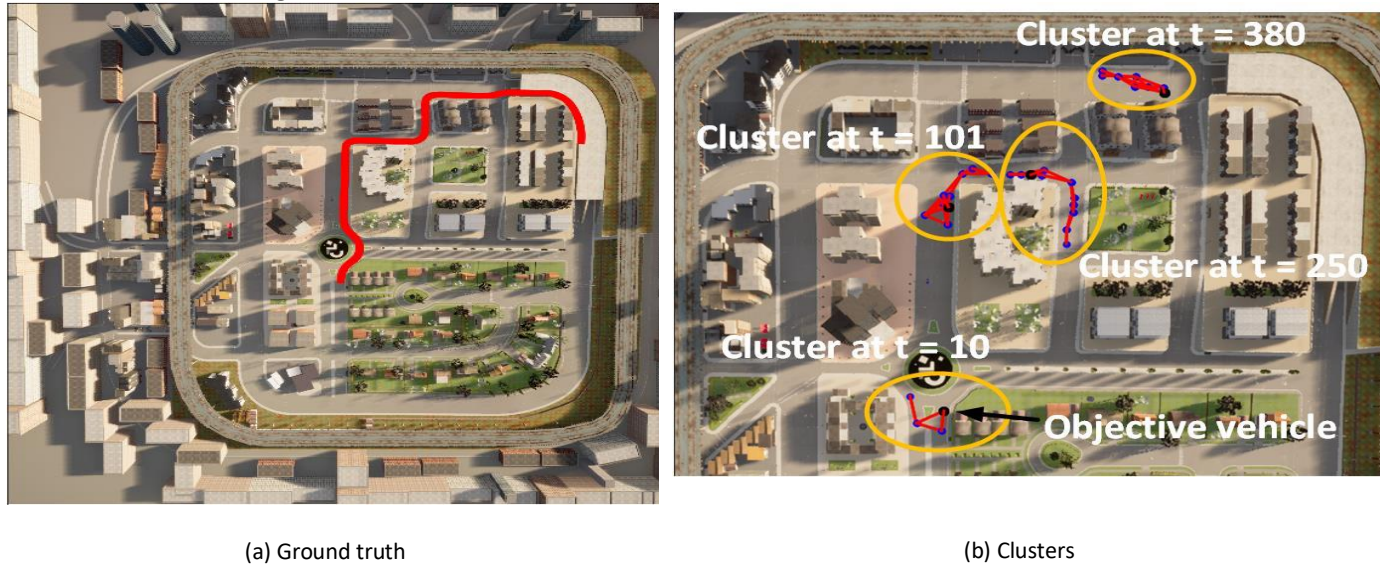 Cluster at t = 380
Cluster at t = 101
Cluster at t = 250
Cluster at t = 10
Objective vehicle
(a) Ground truth
(b) Clusters